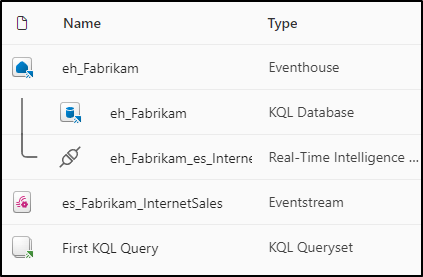 Name Type
eh_Fabrikam Eventhouse
eh_Fabrikam KQL Database
eh_Fabrikam_es_Interne Real-Time Intelligence ...
es_Fabrikam_InternetSales Eventstream
First KQL Query KQL Queryset